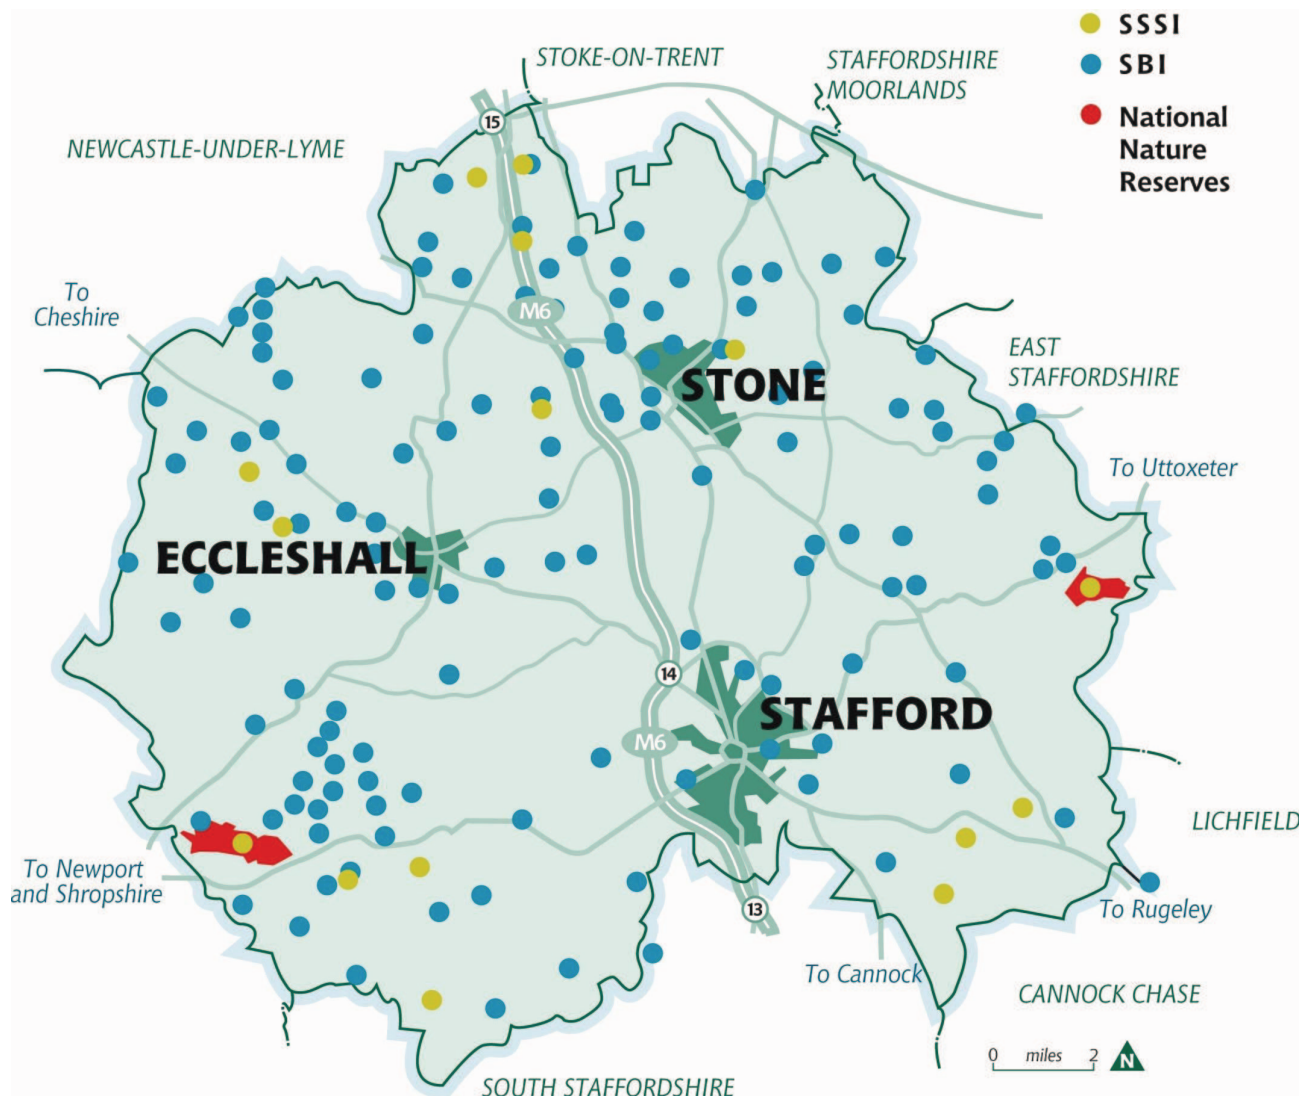 SSSI
SBI
National
Nature
Reserves
STOKE-ON-TRENT
STAFFORDSHIRE
MOORLANDS
NEWCASTLE-UNDER-LYME
15
To
Cheshire
M6
EAST
STAFFORDSHIRE
STONE
To Uttoxeter
ECCLESHALL
14
STAFFORD
M6
LICHFIELD
To Newport
and Shropshire
13
To Rugeley
To Cannock
CANNOCK CHASE
0 miles 2
N
SOUTH STAFFORDSHIRE